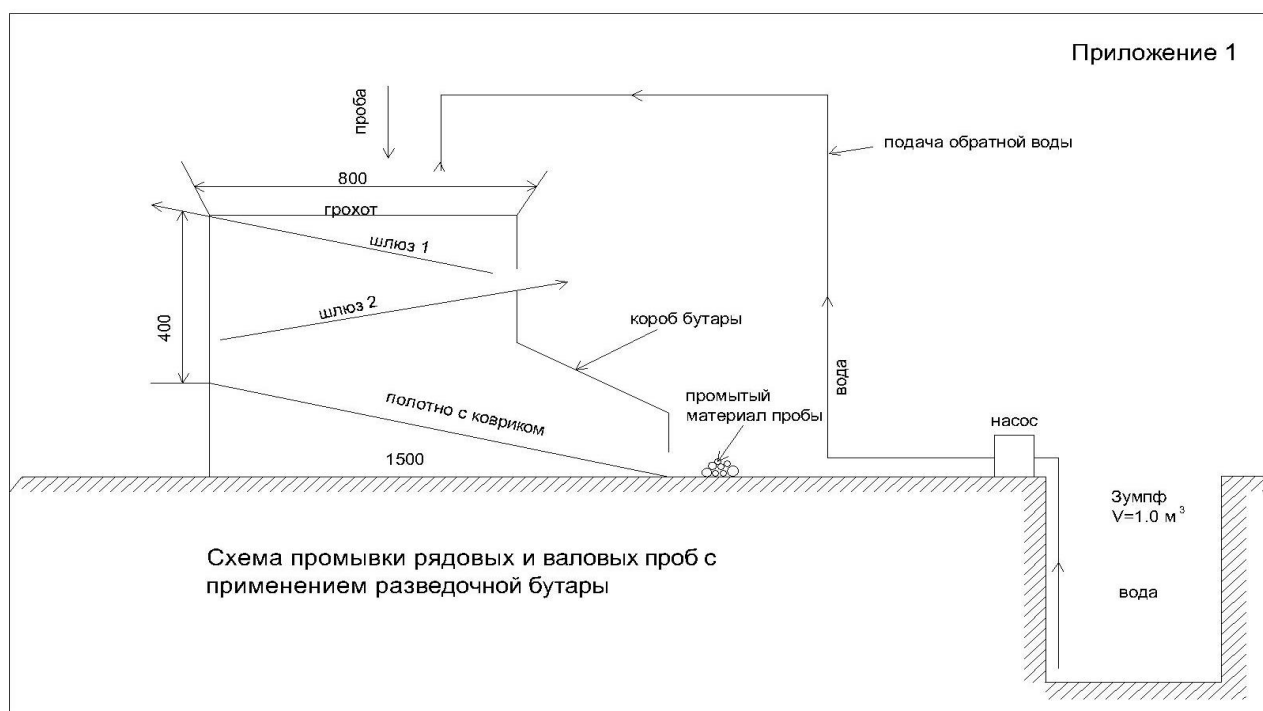 Приложение 1
проба
подача обратной воды
800
грохот
шлюз 1
400
шлюз 2
короб бутары
вода
промытый
материал пробы
полотно с ковриком
насос
1500
Зумпф
V=1.0 м³
вода
Схема промывки рядовых и валовых проб с
применением разведочной бутары